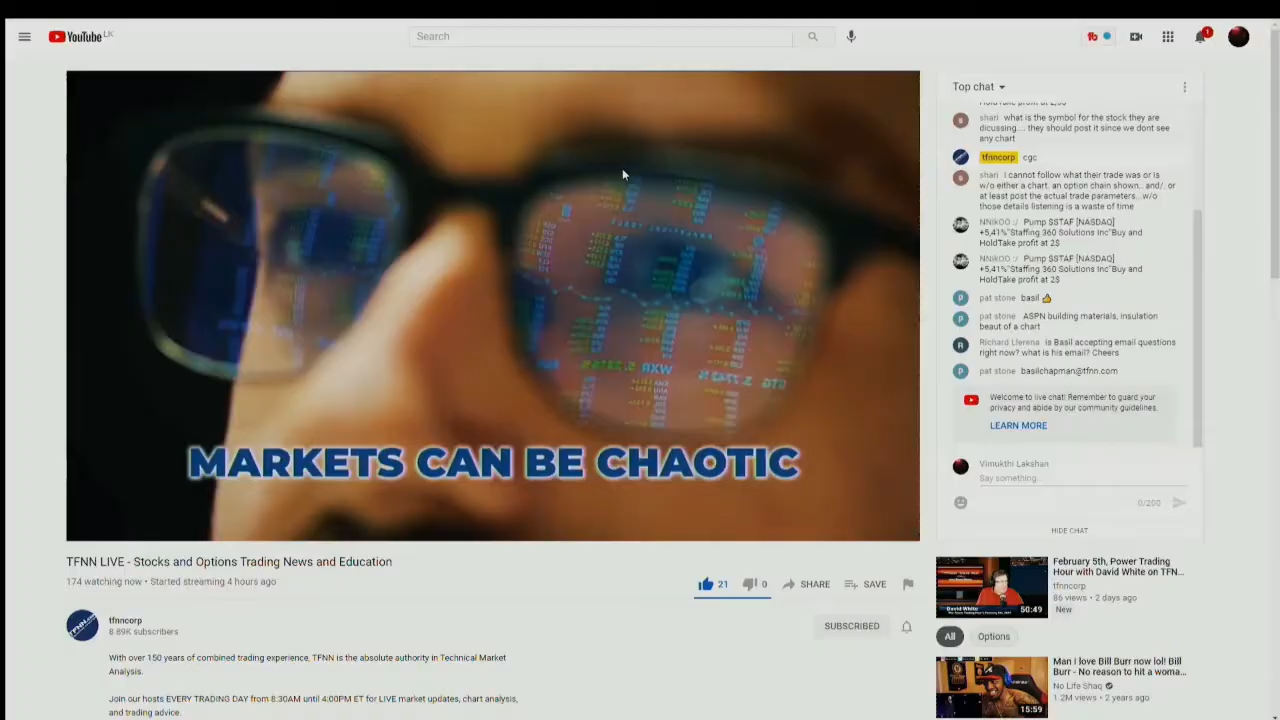 YouTube LK
Search
1
Top chat
shari what is the symbol for the stock they are
dicussing.... they should post it since we dont see
any chart
tfnncorp cgc
shari I cannot follow what their trade was or is
w/o either a chart, an option chain shown.. and/. or
at least post the actual trade parameters...w/o
those details listening is a waste of time
NNiKOO :/ Pump $STAF [NASDAQ]
+5,41%"Staffing 360 Solutions Inc"Buy and
HoldTake profit at 2$
NNiKOO :/ Pump $STAF [NASDAQ]
+5,41%"Staffing 360 Solutions Inc"Buy and
HoldTake profit at 2$
pat stone basil 👍
pat stone ASPN building materials, insulation
beaut of a chart
Richard Llerena is Basil accepting email questions
right now? what is his email? Cheers
pat stone basilchapman@tfnn.com
Welcome to live chat! Remember to guard your
privacy and abide by our community guidelines.
LEARN MORE
Vimukthi Lakshan
Say something...
0/200
HIDE CHAT
MARKETS CAN BE CHAOTIC
TFNN LIVE - Stocks and Options Trading News and Education
174 watching now • Started streaming 4 hours ago
21 0 SHARE SAVE
tfnncorp
8.89K subscribers
SUBSCRIBED
With over 150 years of combined trading experience, TFNN is the absolute authority in Technical Market
Analysis.
Join our hosts EVERY TRADING DAY from 8:30AM until 4:00PM ET for LIVE market updates, chart analysis,
and trading advice.
February 5th, Power Trading
Hour with David White on TFN...
tfnncorp
86 views • 2 days ago
New
David White
50:49
All Options
Man I love Bill Burr now lol! Bill
Burr - No reason to hit a woma...
No Life Shaq
1.2M views • 2 years ago
15:59